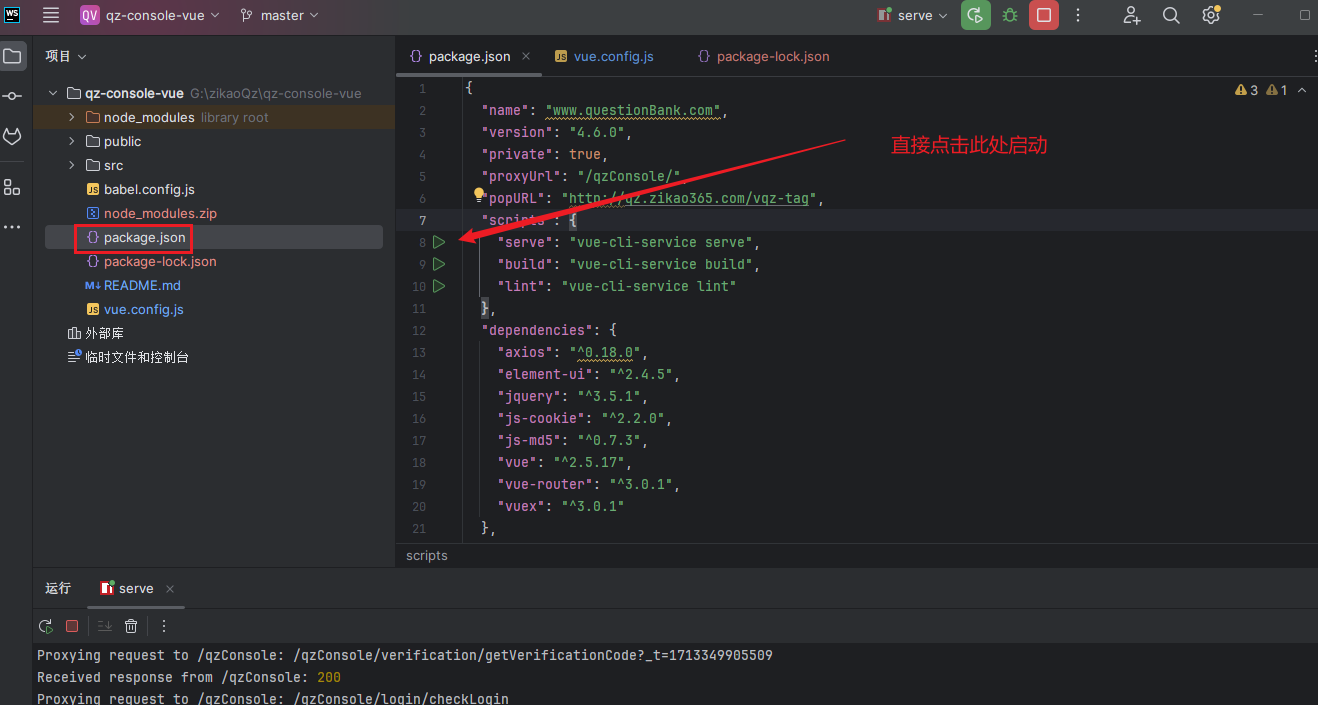 WS
QV qz-console-vue
master
serve
项目
package.json
JS vue.config.js
package-lock.json
qz-console-vue G:\zikaoQz\qz-console-vue
node_modules library root
public
src
JS babel.config.js
node_modules.zip
package.json
package-lock.json
M↓ README.md
JS vue.config.js
外部库
临时文件和控制台
3 1
直接点击此处启动
1 {
2 "name": "www.questionBank.com",
3 "version": "4.6.0",
4 "private": true,
5 "proxyUrl": "/qzConsole/",
6 "popURL": "http://qz.zikao365.com/vqz-tag",
7 "scripts": {
8 "serve": "vue-cli-service serve",
9 "build": "vue-cli-service build",
10 "lint": "vue-cli-service lint"
11 },
12 "dependencies": {
13 "axios": "^0.18.0",
14 "element-ui": "^2.4.5",
15 "jquery": "^3.5.1",
16 "js-cookie": "^2.2.0",
17 "js-md5": "^0.7.3",
18 "vue": "^2.5.17",
19 "vue-router": "^3.0.1",
20 "vuex": "^3.0.1"
21 },
scripts
运行
serve
Proxying request to /qzConsole: /qzConsole/verification/getVerificationCode?_t=1713349905509
Received response from /qzConsole: 200
Proxying request to /qzConsole: /qzConsole/login/checkLogin